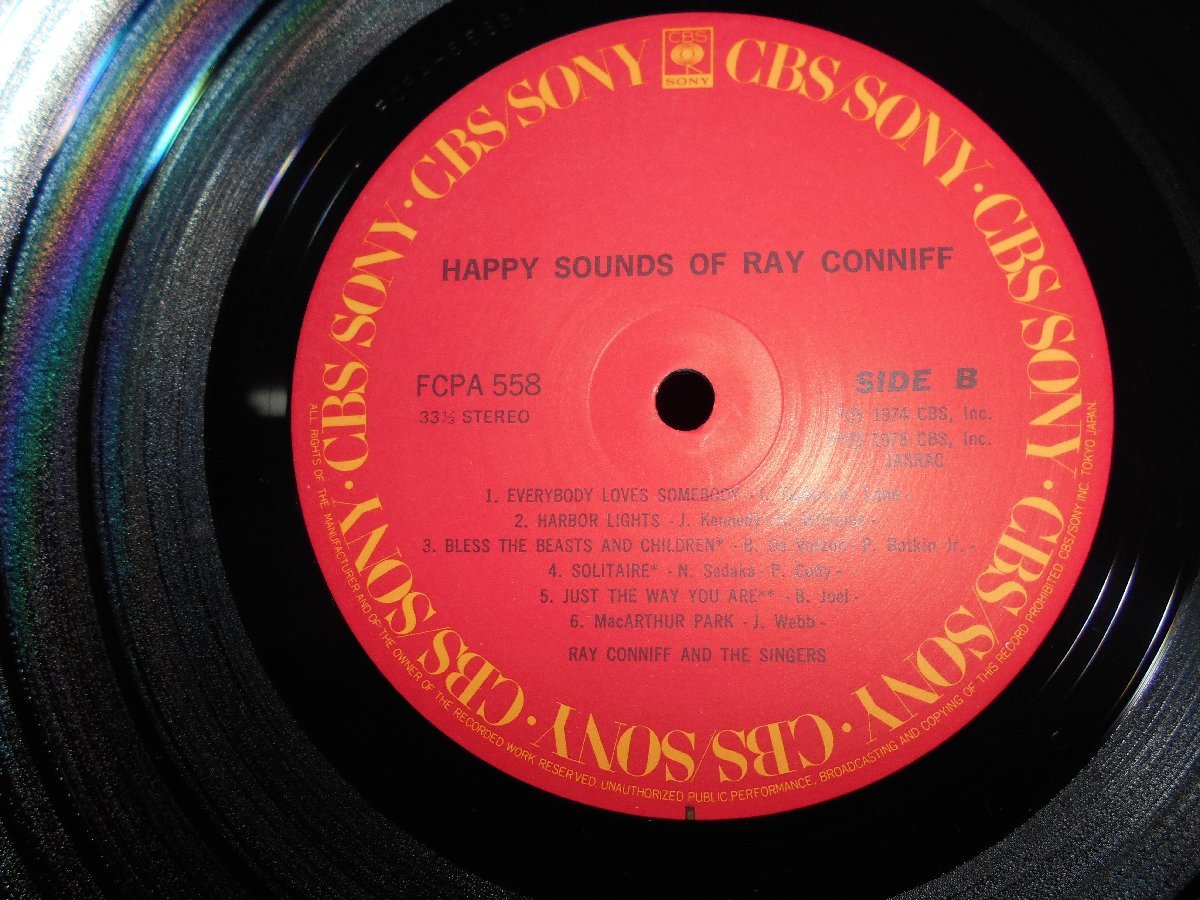 CBS
SONY
CBS/SONY · CBS/SONY · CBS/SONY · CBS/SONY · CBS/SONY · CBS/SONY · CBS/SONY · CBS/SONY
HAPPY SOUNDS OF RAY CONNIFF
FCPA 558
33⅓ STEREO
SIDE B
℗ 1974 CBS, Inc.
℗ 1978 CBS, Inc.
JASRAC
1. EVERYBODY LOVES SOMEBODY -
2. HARBOR LIGHTS - J. Kennedy -
3. BLESS THE BEASTS AND CHILDREN* - B. De Vorzon - P. Botkin Jr. -
4. SOLITAIRE* - N. Sedaka - P. Cody -
5. JUST THE WAY YOU ARE** - B. Joel -
6. MacARTHUR PARK - J. Webb -
RAY CONNIFF AND THE SINGERS
ALL RIGHTS OF THE MANUFACTURER AND OF THE OWNER OF THE RECORDED WORK RESERVED. UNAUTHORIZED PUBLIC PERFORMANCE, BROADCASTING AND COPYING OF THIS RECORD PROHIBITED CBS/SONY INC. TOKYO JAPAN.